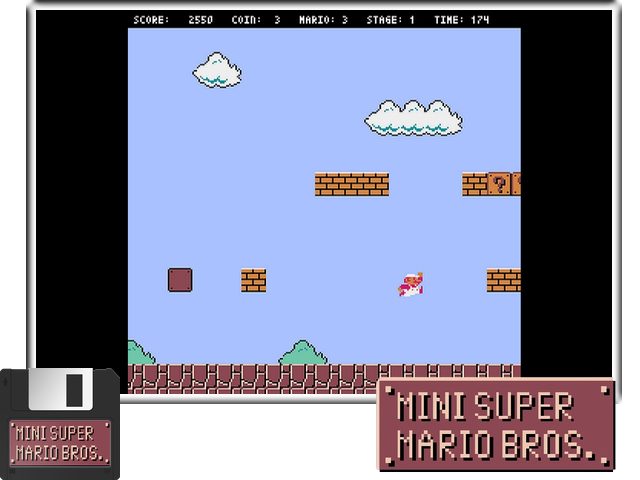 SCORE: 2550 COIN: 3 MARIO: 3 STAGE: 1 TIME: 174
?
MINI SUPER
MARIO BROS.
MINI SUPER
MARIO BROS.